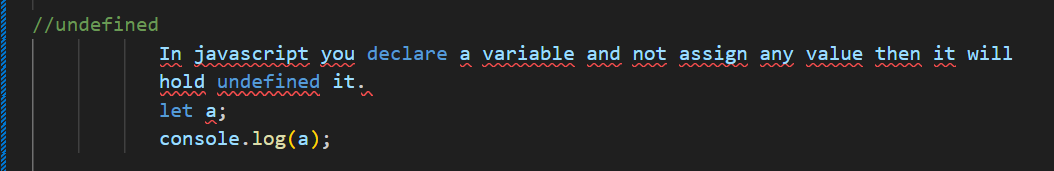 //undefined
In javascript you declare a variable and not assign any value then it will
hold undefined it.
let a;
console.log(a);